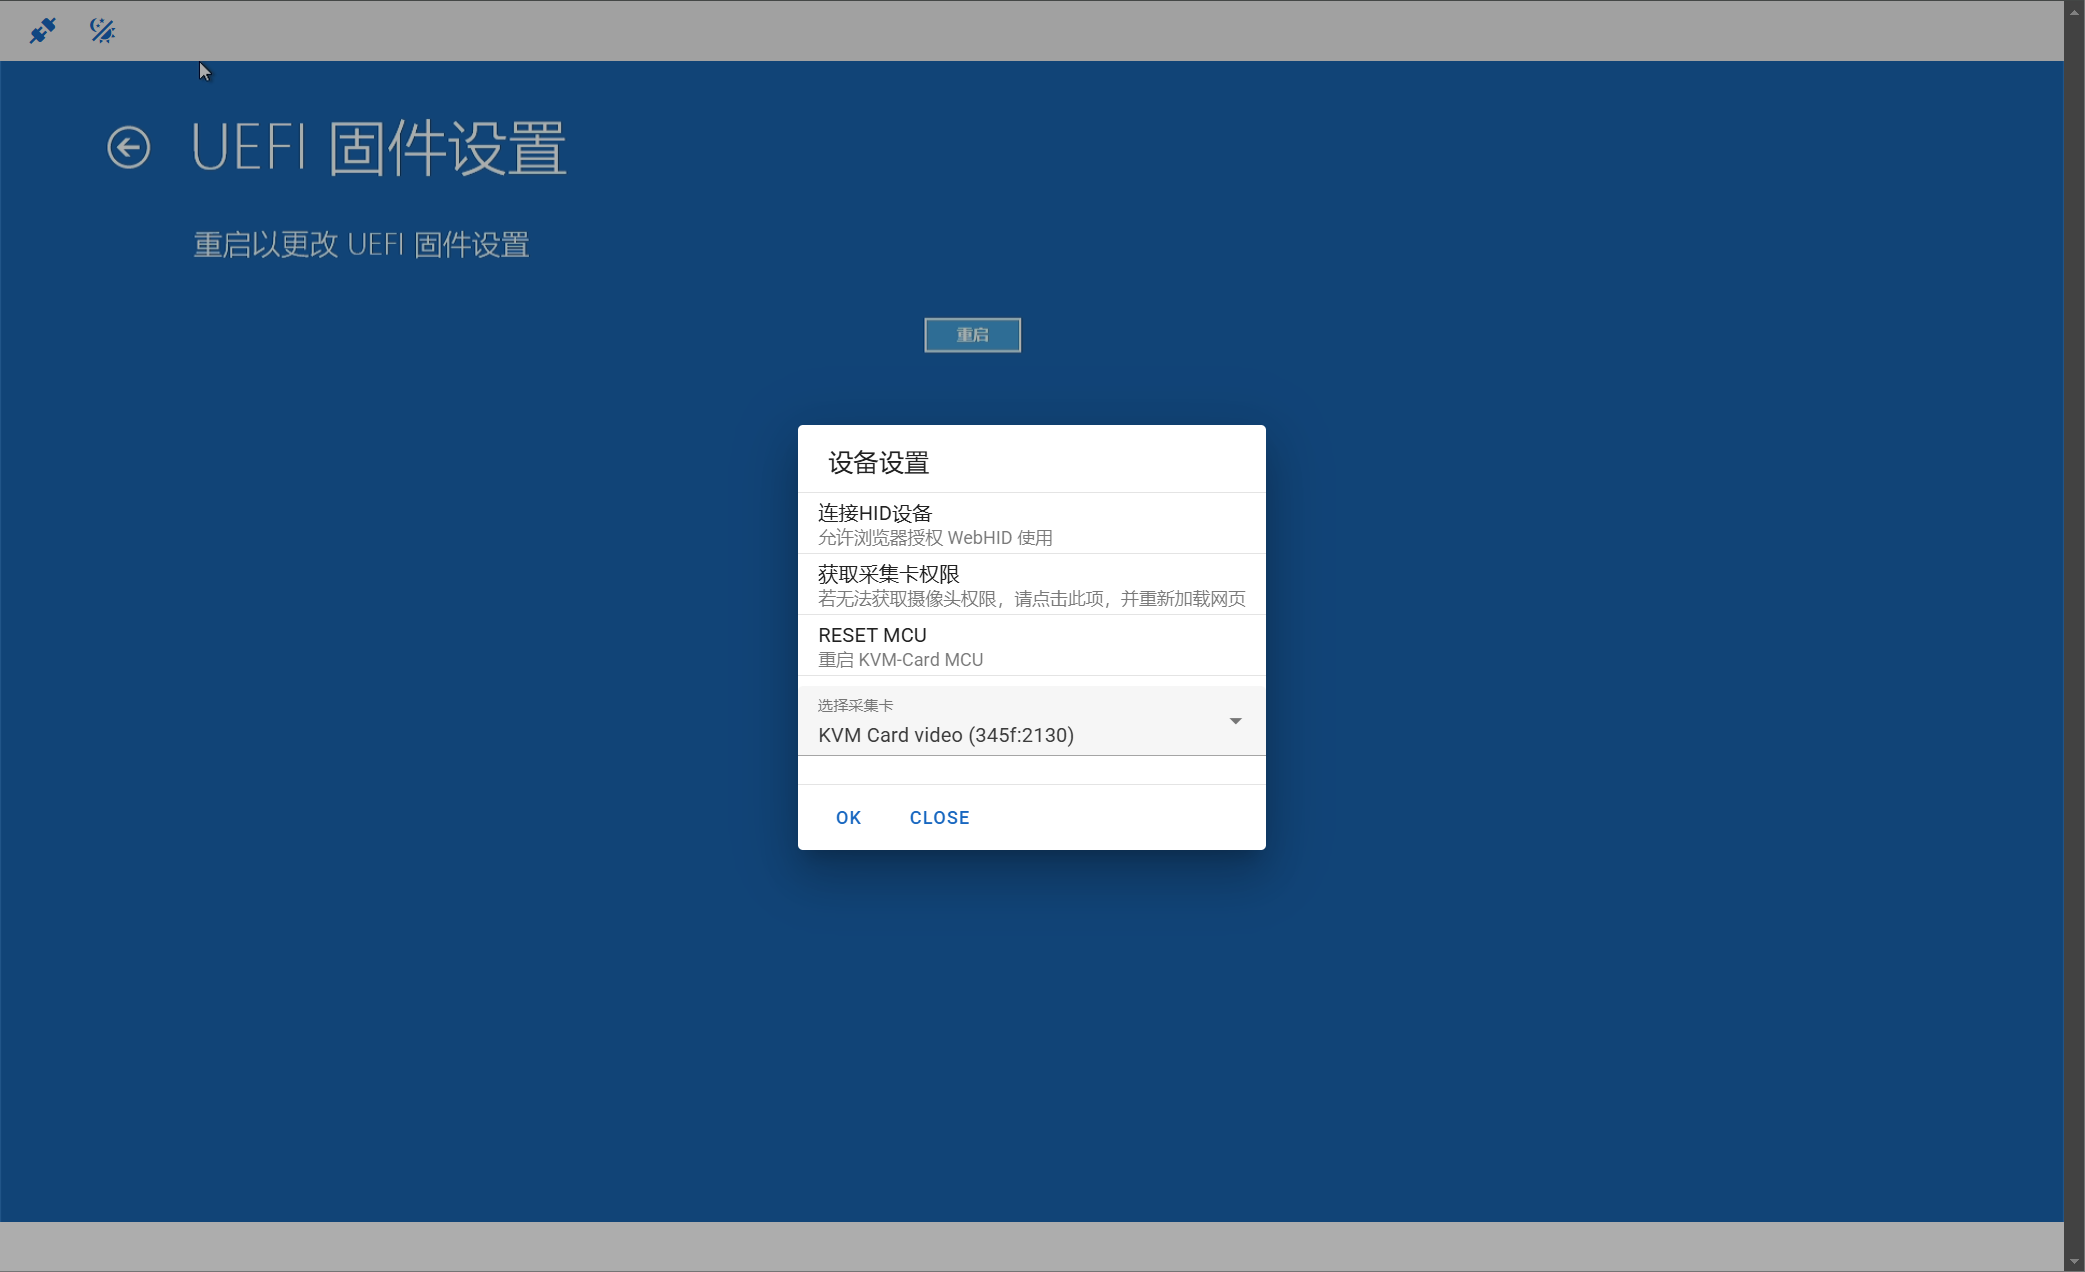 UEFI 固件设置
重启以更改 UEFI 固件设置
重启
设备设置
连接HID设备
允许浏览器授权 WebHID 使用
获取采集卡权限
若无法获取摄像头权限，请点击此项，并重新加载网页
RESET MCU
重启 KVM-Card MCU
选择采集卡
KVM Card video (345f:2130)
OK CLOSE